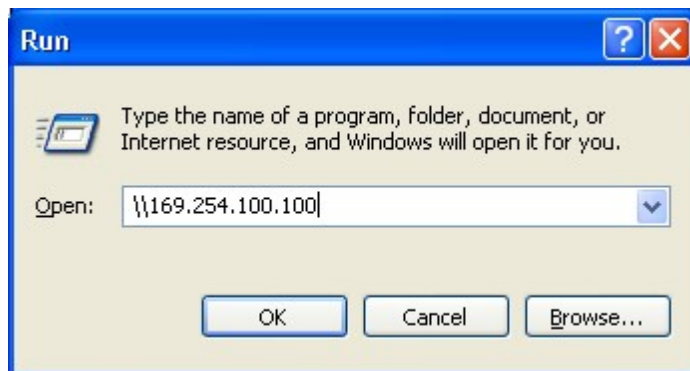 Run
Type the name of a program, folder, document, or
Internet resource, and Windows will open it for you.
Open: \\169.254.100.100
OK Cancel Browse...